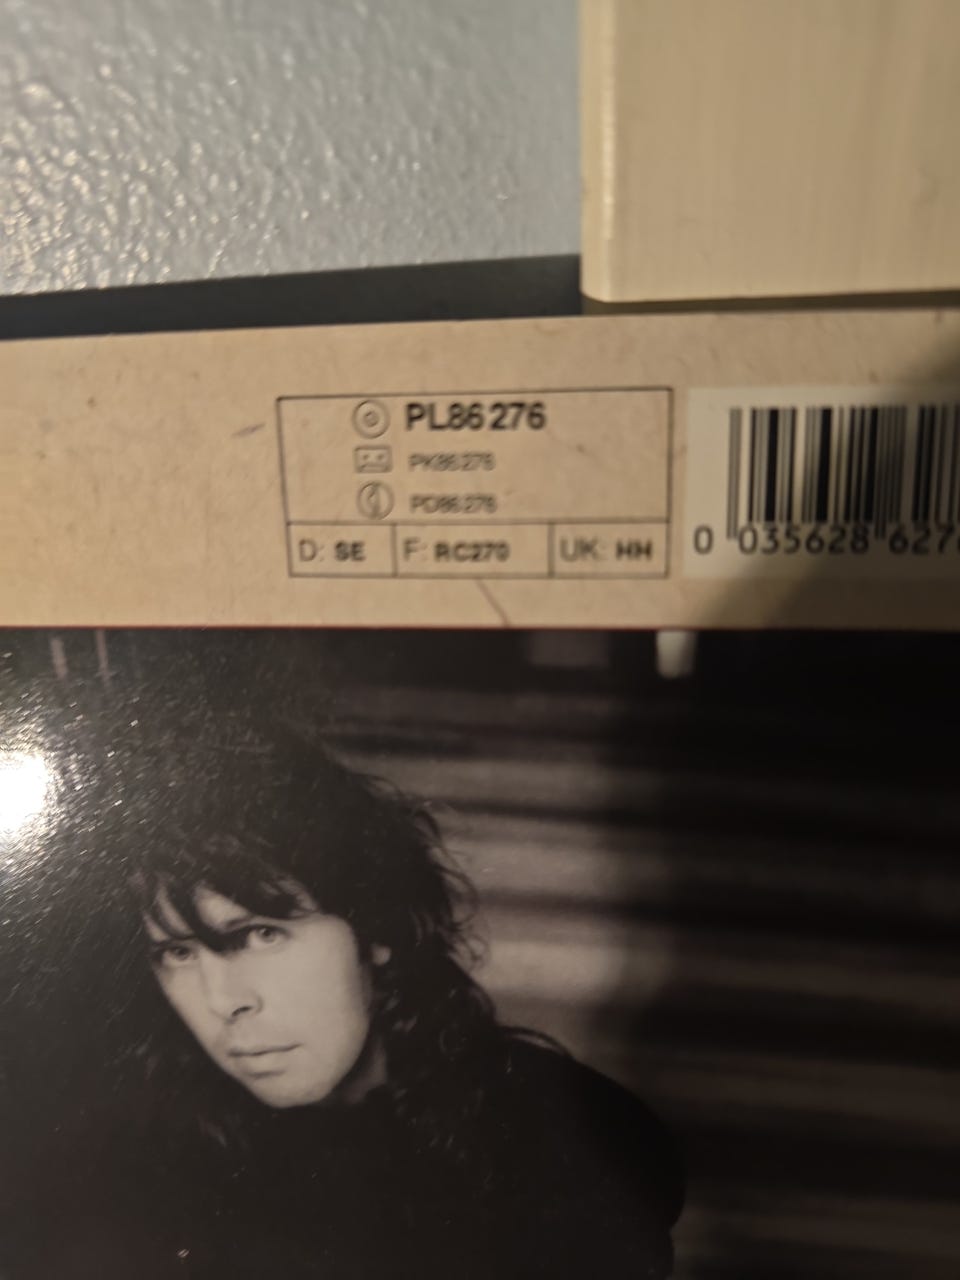 PL86276
PK86276
PD86276
D: SE F: RC270 UK: HH
0 035628 627